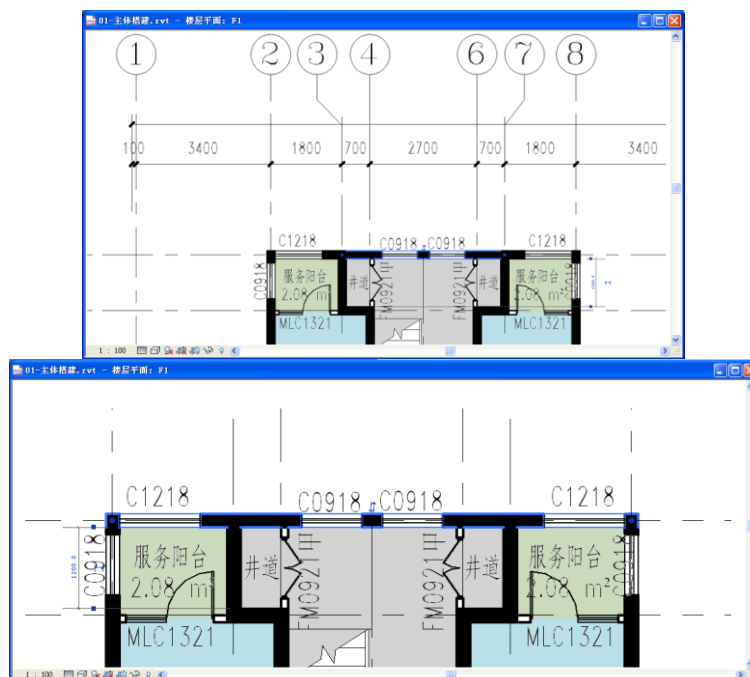 01-主体搭建.rvt - 楼层平面: F1
1 2 3 4 6 7 8
100 3400 1800 700 2700 700 1800 3400
C1218 C0918 C0918 C1218
C0918 服务阳台 2.08 m² 井道 FM0921甲 FM0921甲 井道 服务阳台 2.08 m² C0918
MLC1321 MLC1321
1 : 100
01-主体搭建.rvt - 楼层平面: F1
C1218 C0918 C0918 C1218
1200.0 C0918 服务阳台 2.08 m² 井道 FM0921甲 FM0921甲 井道 服务阳台 2.08 m² C0918
MLC1321 MLC1321
1 : 100